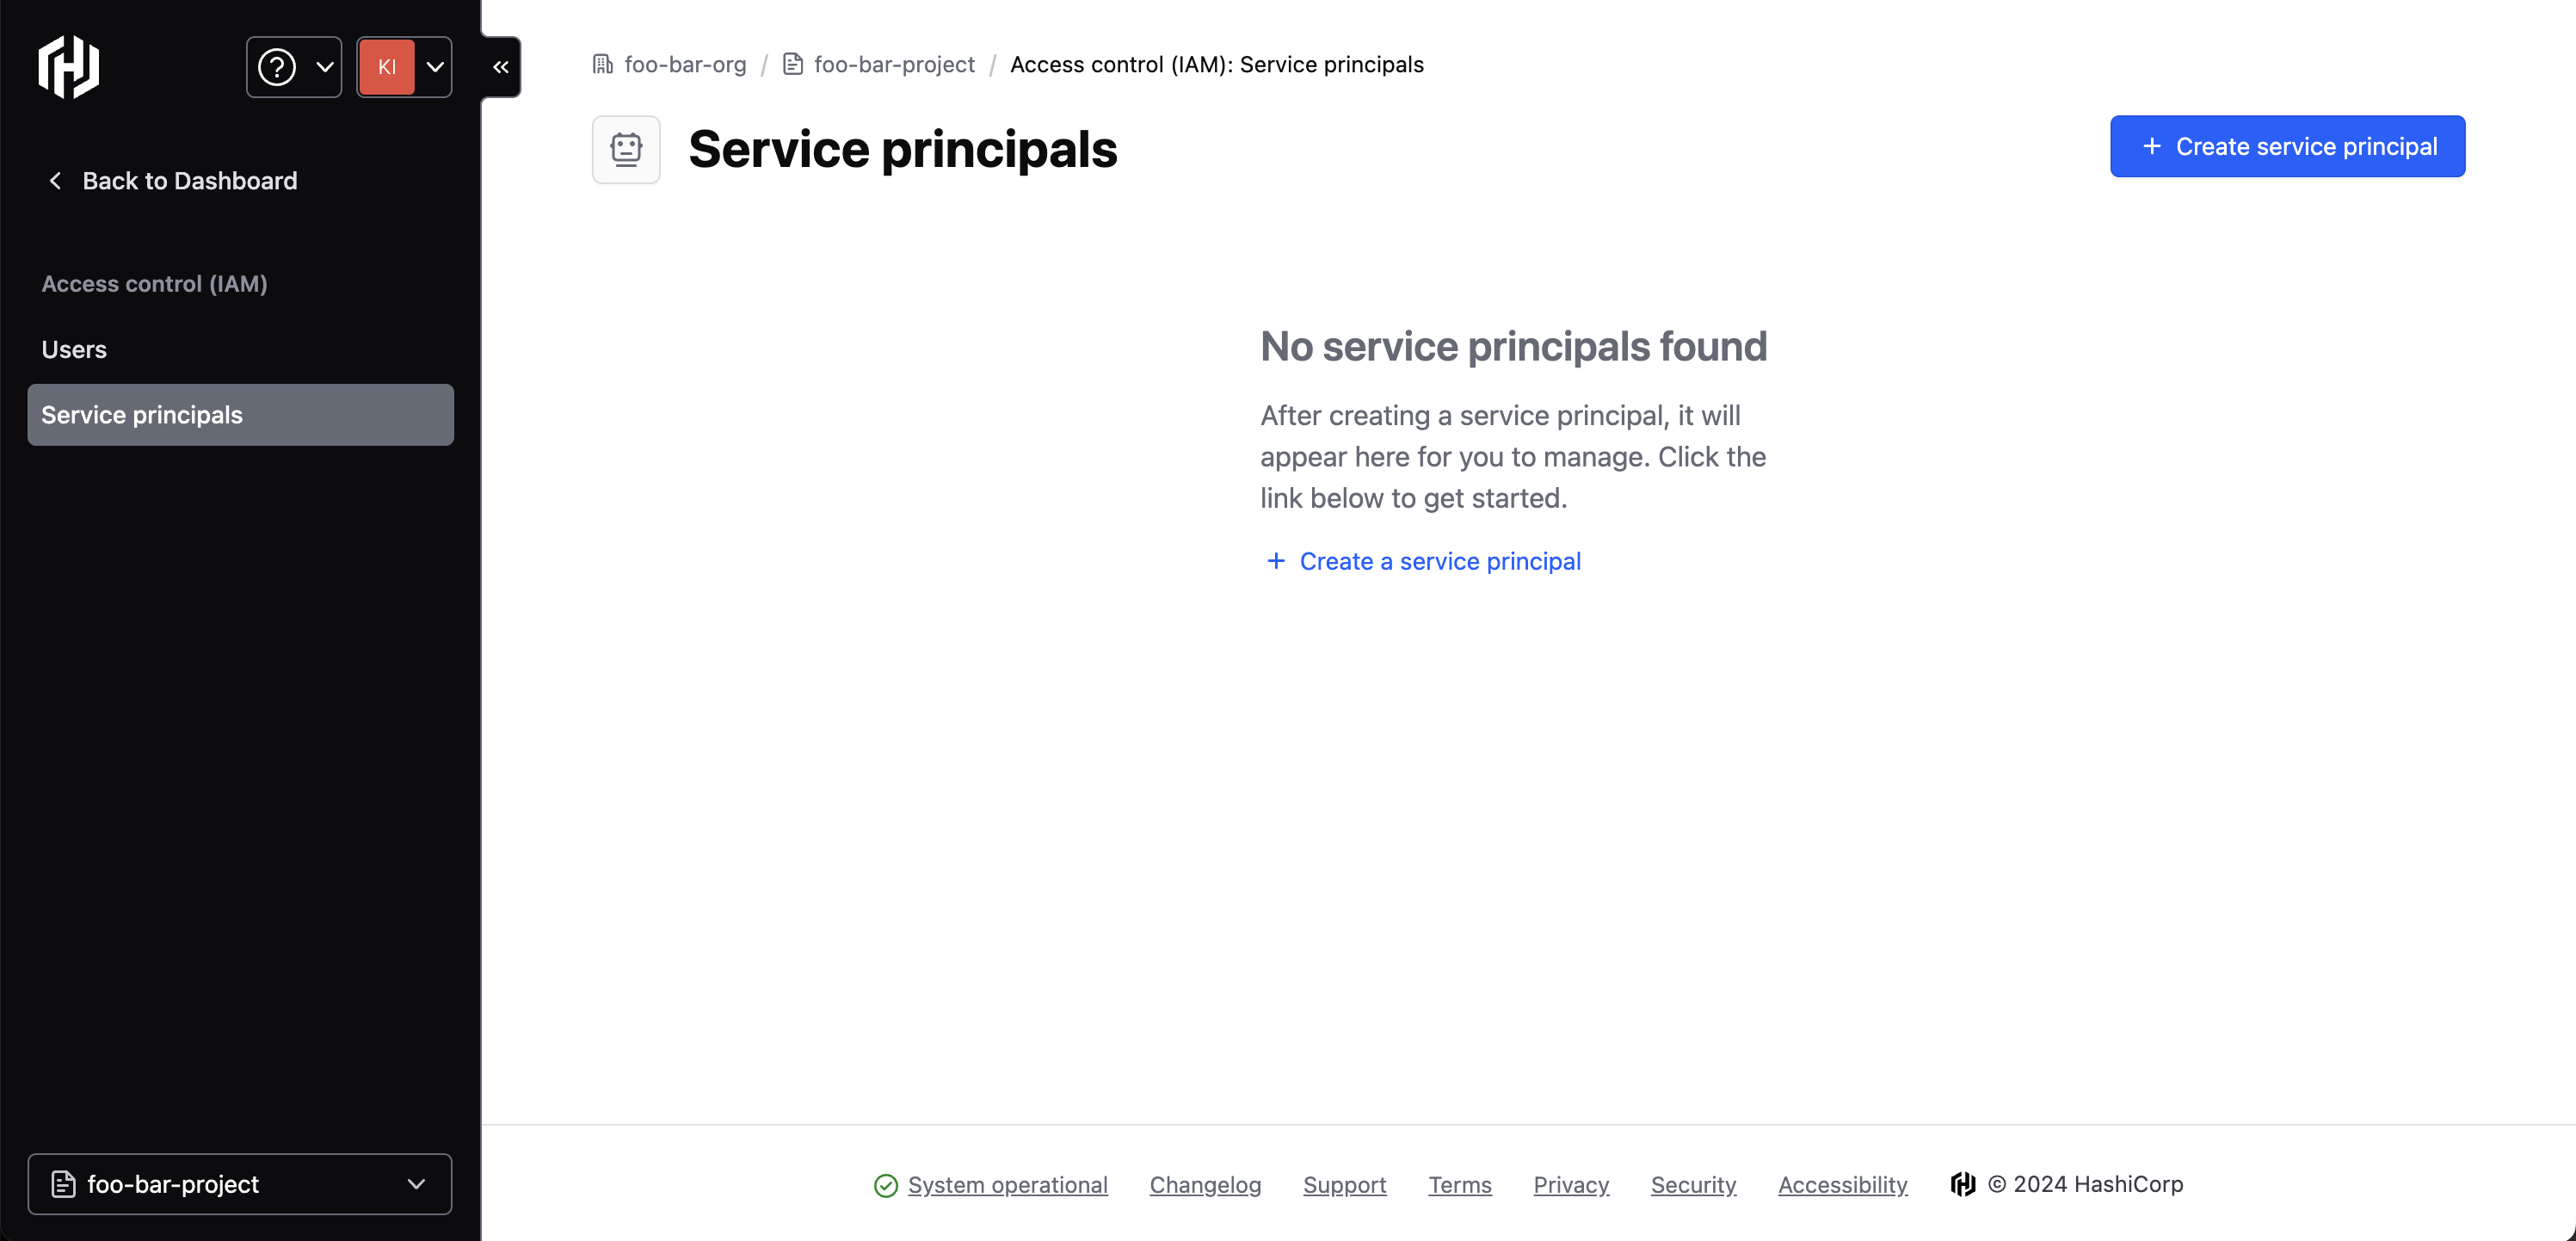 KI
Back to Dashboard
Access control (IAM)
Users
Service principals
foo-bar-project
foo-bar-org / foo-bar-project / Access control (IAM): Service principals
Service principals
+ Create service principal
No service principals found
After creating a service principal, it will
appear here for you to manage. Click the
link below to get started.
+ Create a service principal
System operational Changelog Support Terms Privacy Security Accessibility © 2024 HashiCorp